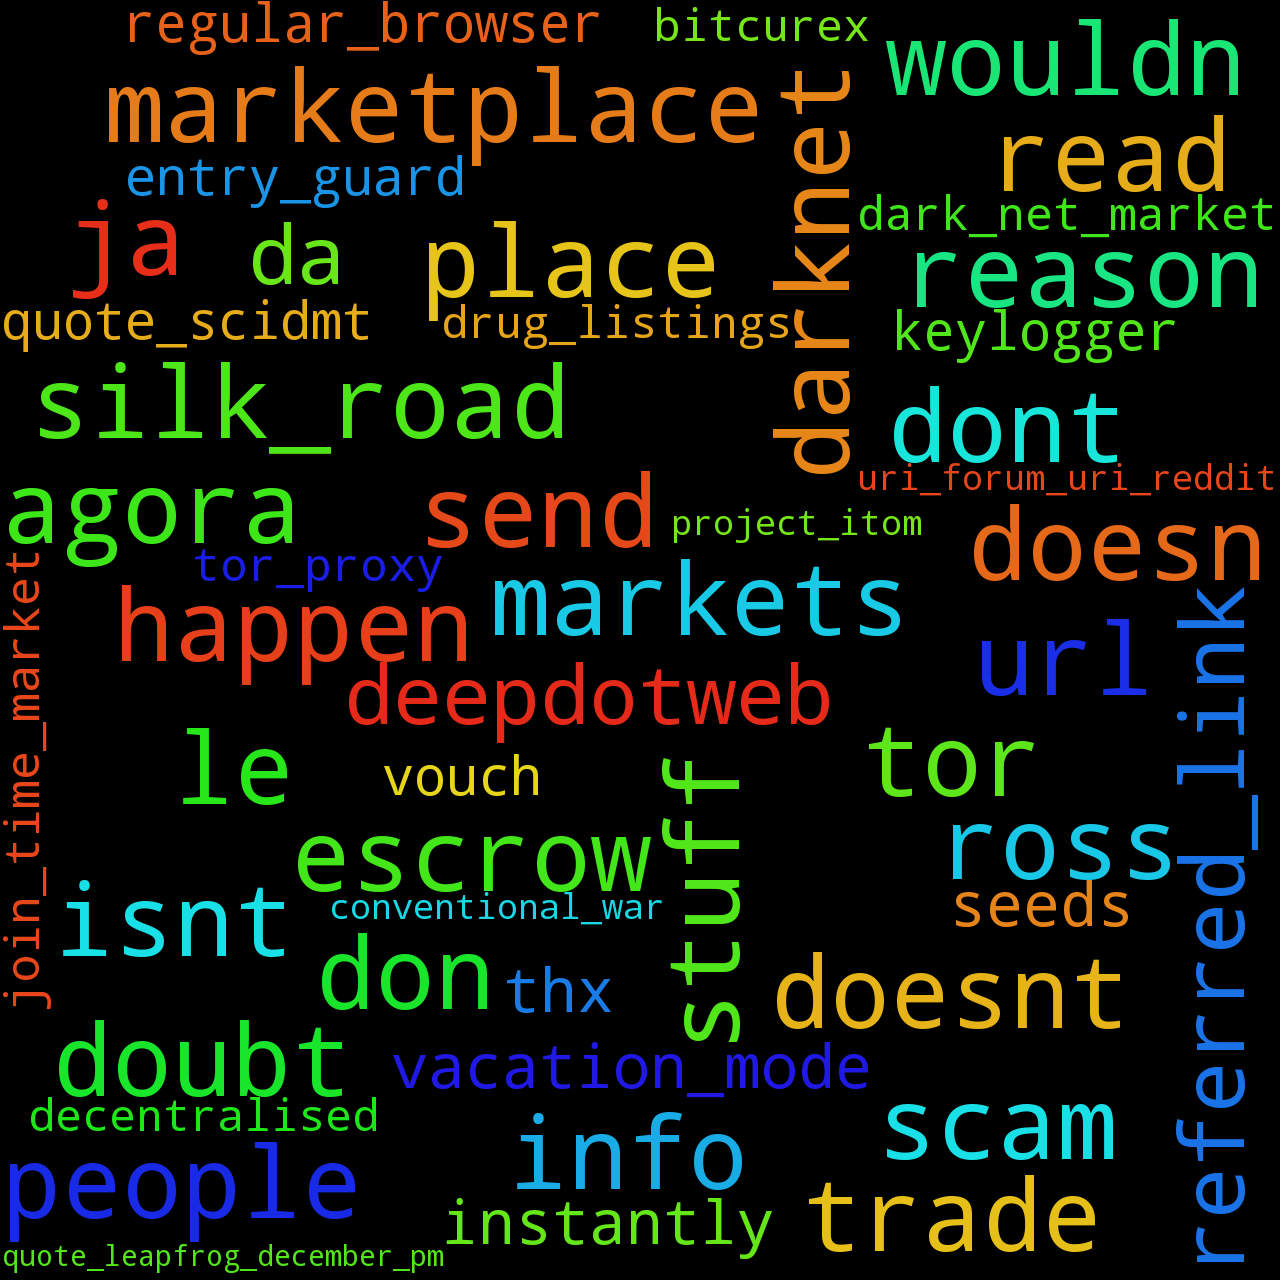 regular_browser
bitcurex
wouldn
marketplace
darknet
read
entry_guard
dark_net_market
ja
da
place
reason
quote_scidmt
drug_listings
keylogger
silk_road
dont
uri_forum_uri_reddit
agora
send
project_itom
doesn
tor_proxy
join_time_market
happen
markets
url
referred_link
deepdotweb
le
vouch
stuff
tor
escrow
ross
isnt
conventional_war
seeds
don
thx
doesnt
doubt
vacation_mode
decentralised
scam
people
info
instantly
trade
quote_leapfrog_december_pm